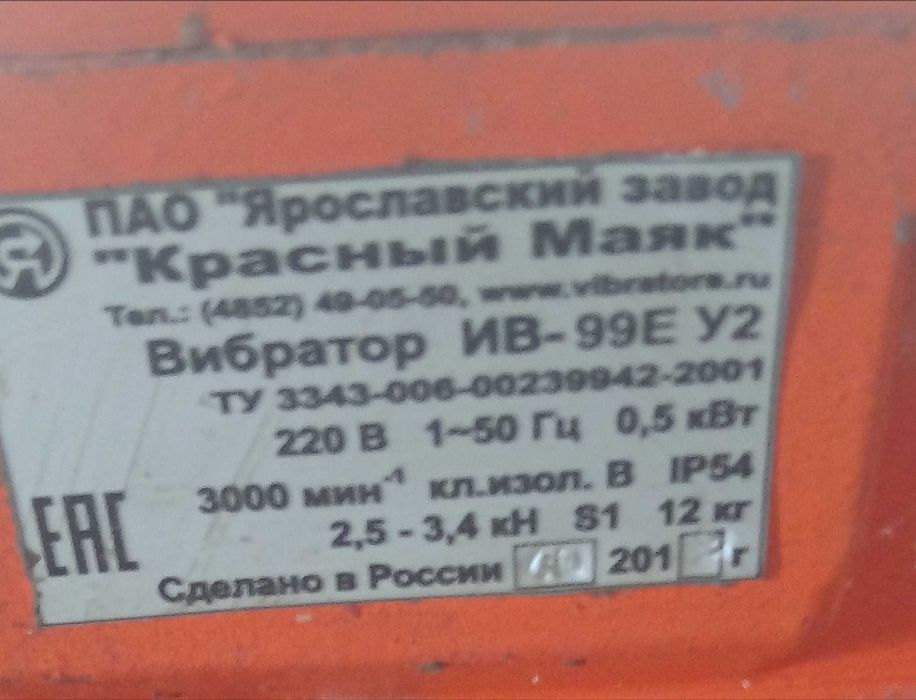 ПАО "Ярославский завод
"Красный Маяк"
Тел.: (4852) 49-05-50, www.vibratore.ru
Вибратор ИВ-99Е У2
ТУ 3343-006-00239942-2001
220 В 1~50 Гц 0,5 кВт
3000 мин⁻¹ кл.изол. В IP54
2,5 - 3,4 кН S1 12 кг
ЕАС
Сделано в России 201 г